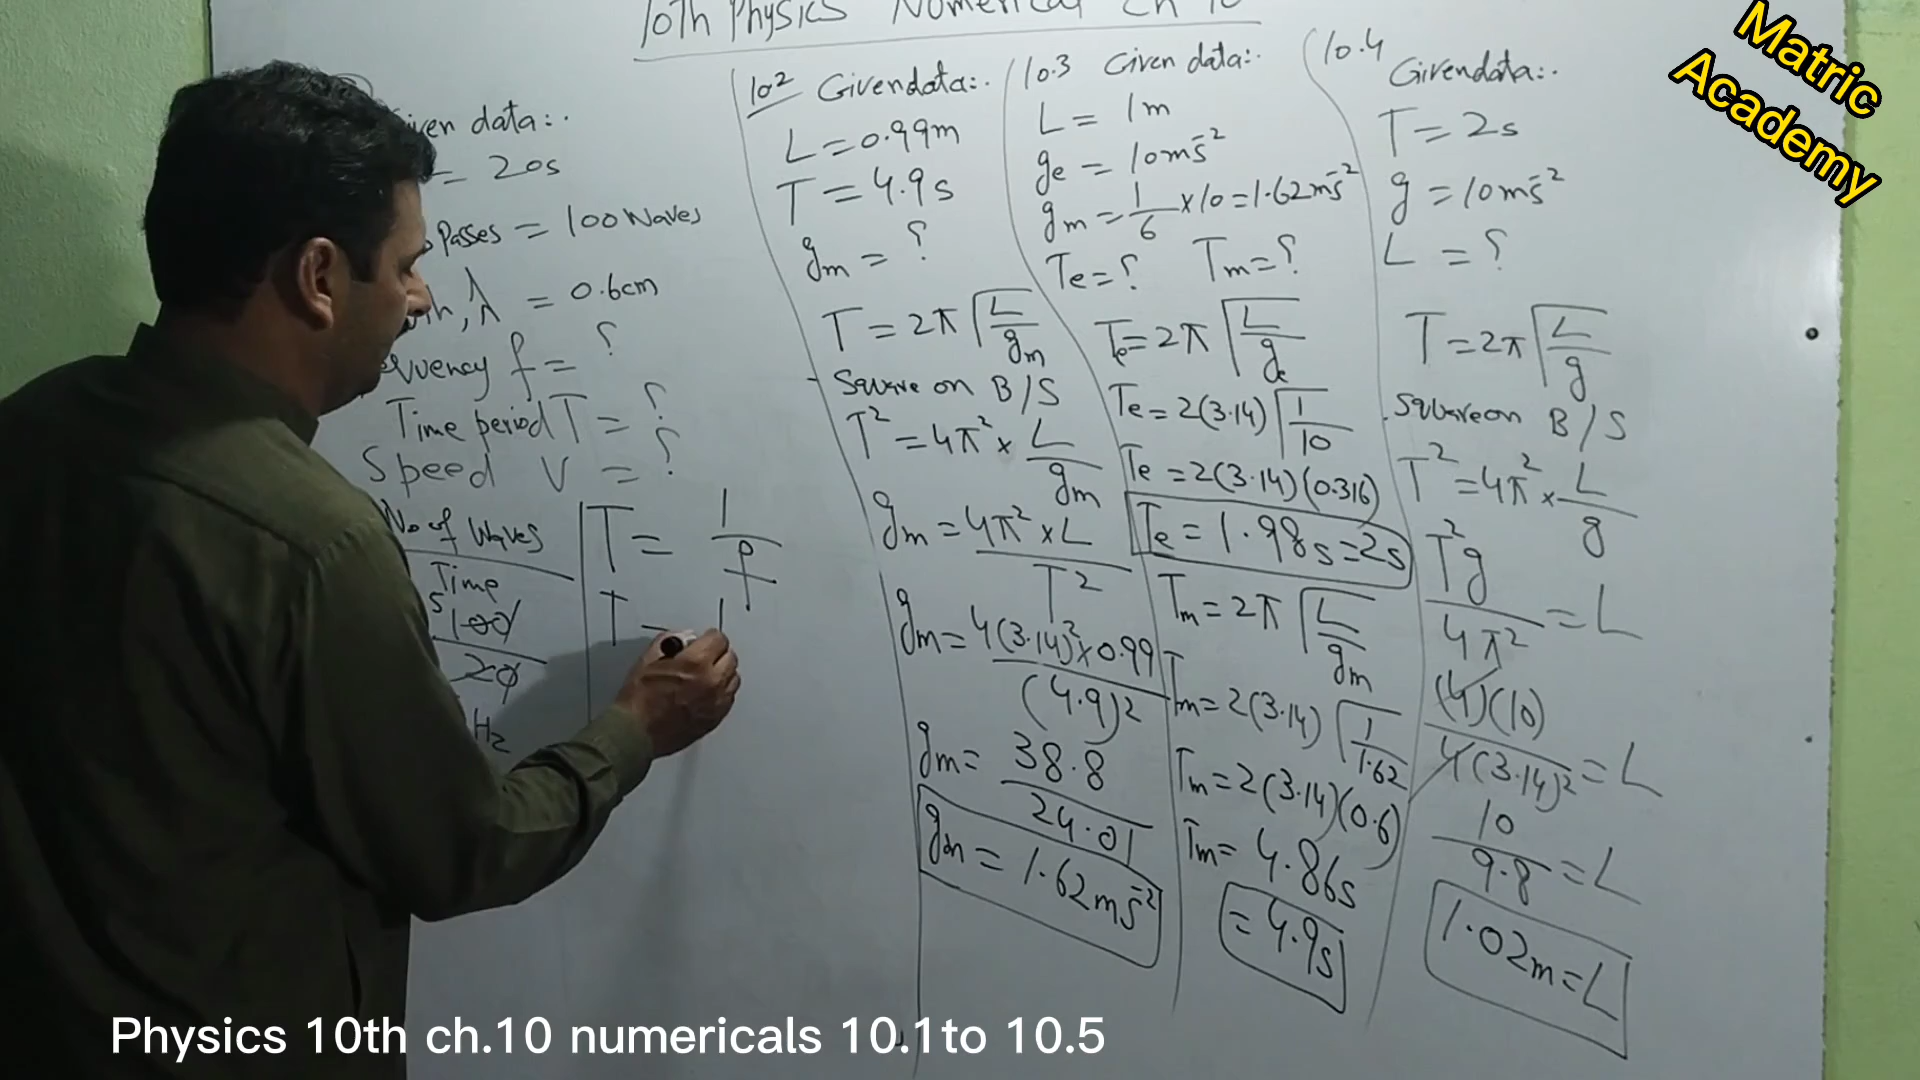 10th Physics Numerical Ch 10
Matric
Academy
Given data:.
= 20s
Passes = 100 Waves
, λ = 0.6cm
f = ?
Time period T = ?
Speed V = ?
No of Waves
Time
5
100
20
Hz
T = 1/f
T = 1
10.2 Given data:.
L = 0.99m
T = 4.9s
gm = ?
T = 2π √L/gm
Square on B/S
T² = 4π² × L/gm
gm = 4π² × L / T²
gm = 4(3.14)² × 0.99 / (4.9)²
gm = 38.8 / 24.01
gm = 1.62ms⁻²
10.3 Given data:.
L = 1m
ge = 10ms⁻²
gm = 1/6 × 10 = 1.62ms⁻²
Te = ? Tm = ?
Te = 2π √L/ge
Te = 2(3.14) √1/10
Te = 2(3.14)(0.316)
Te = 1.98s = 2s
Tm = 2π √L/gm
Tm = 2(3.14) √1/1.62
Tm = 2(3.14)(0.6)
Tm = 4.86s
= 4.9s
10.4 Given data:.
T = 2s
g = 10ms⁻²
L = ?
T = 2π √L/g
Square on B/S
T² = 4π² × L/g
T²g / 4π² = L
(4)(10) / 4(3.14)² = L
10 / 9.8 = L
1.02m = L
Physics 10th ch.10 numericals 10.1to 10.5